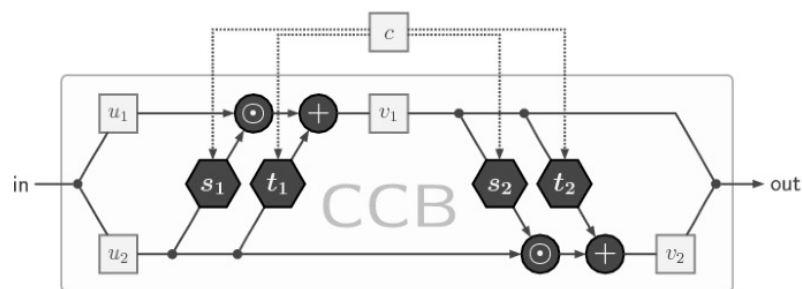 c
u₁ ⊙ + v₁
in s₁ t₁ s₂ t₂ out
CCB
u₂ ⊙ + v₂